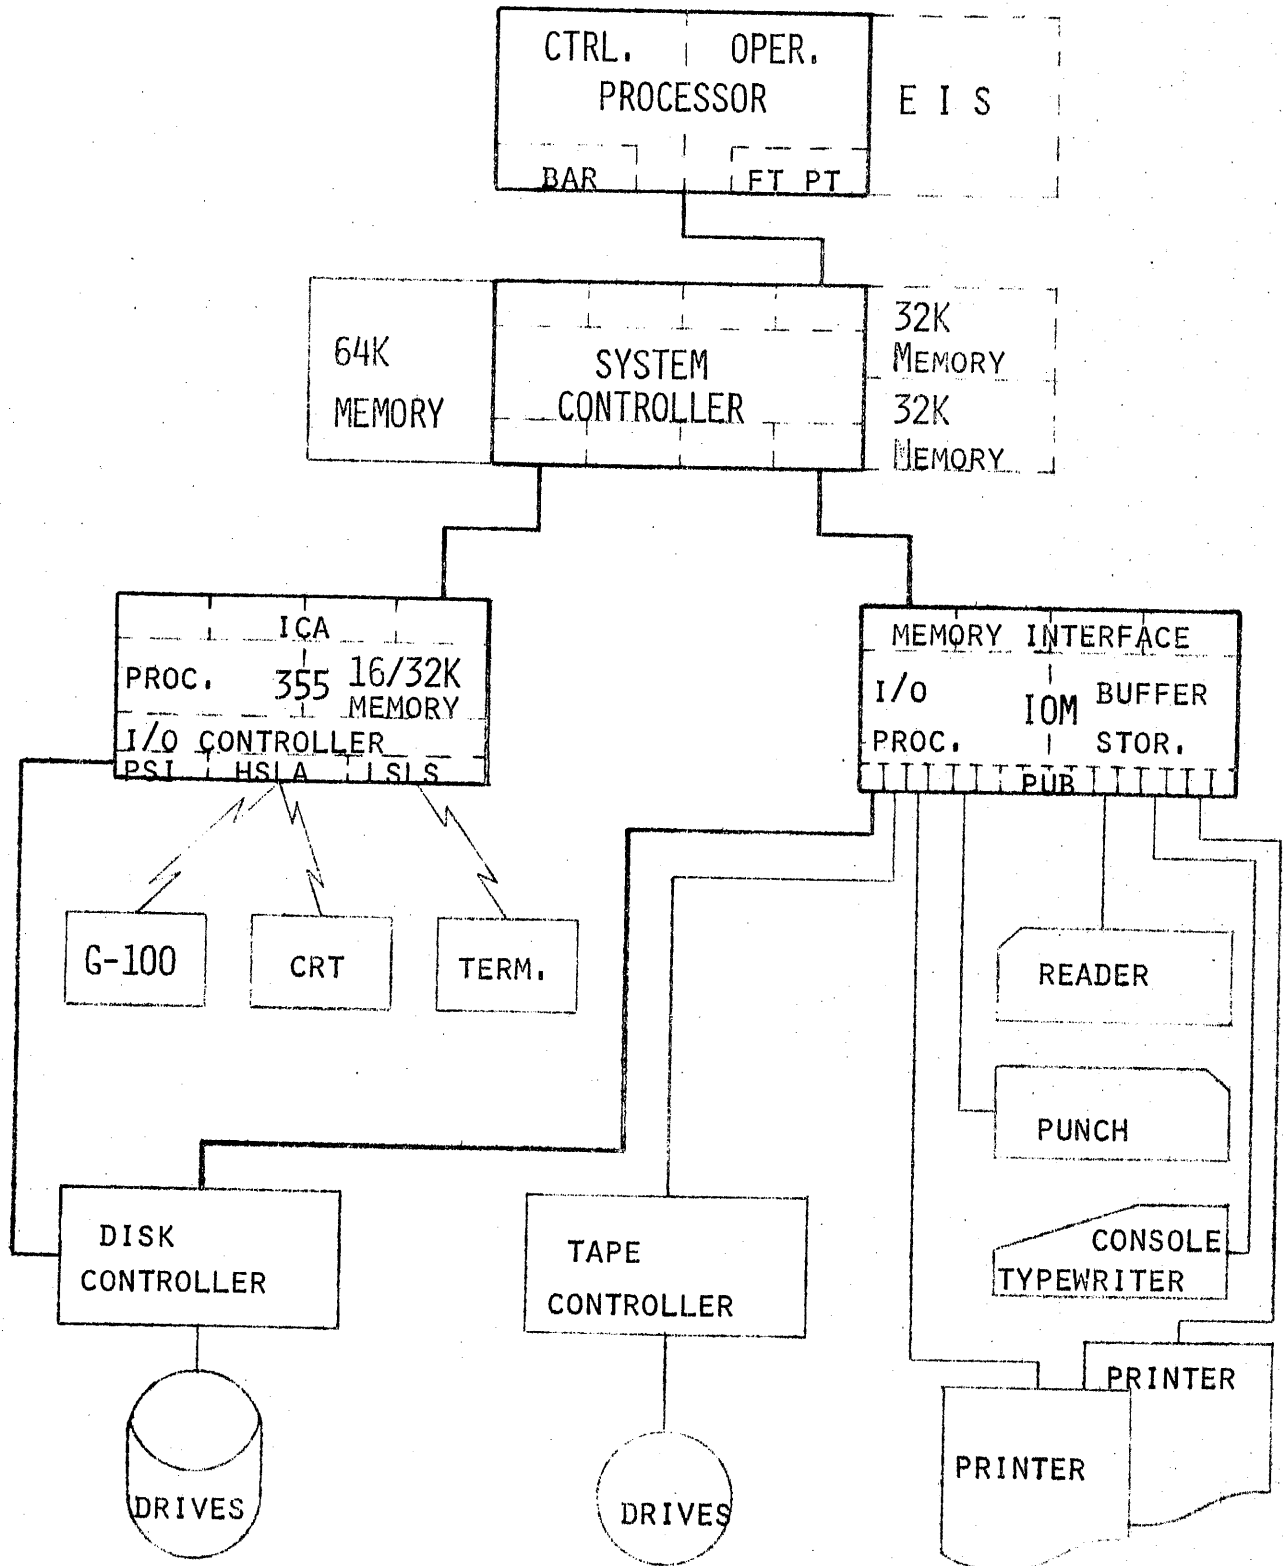 CTRL. OPER.
PROCESSOR
E I S
BAR
FT PT
64K
MEMORY
SYSTEM
CONTROLLER
32K
MEMORY
32K
MEMORY
ICA
PROC. 355 16/32K
MEMORY
I/O CONTROLLER
PSI HSLA LSLS
MEMORY INTERFACE
I/O IOM BUFFER
PROC. STOR.
PUB
G-100
CRT
TERM.
READER
PUNCH
CONSOLE
TYPEWRITER
DISK
CONTROLLER
TAPE
CONTROLLER
PRINTER
PRINTER
DRIVES
DRIVES